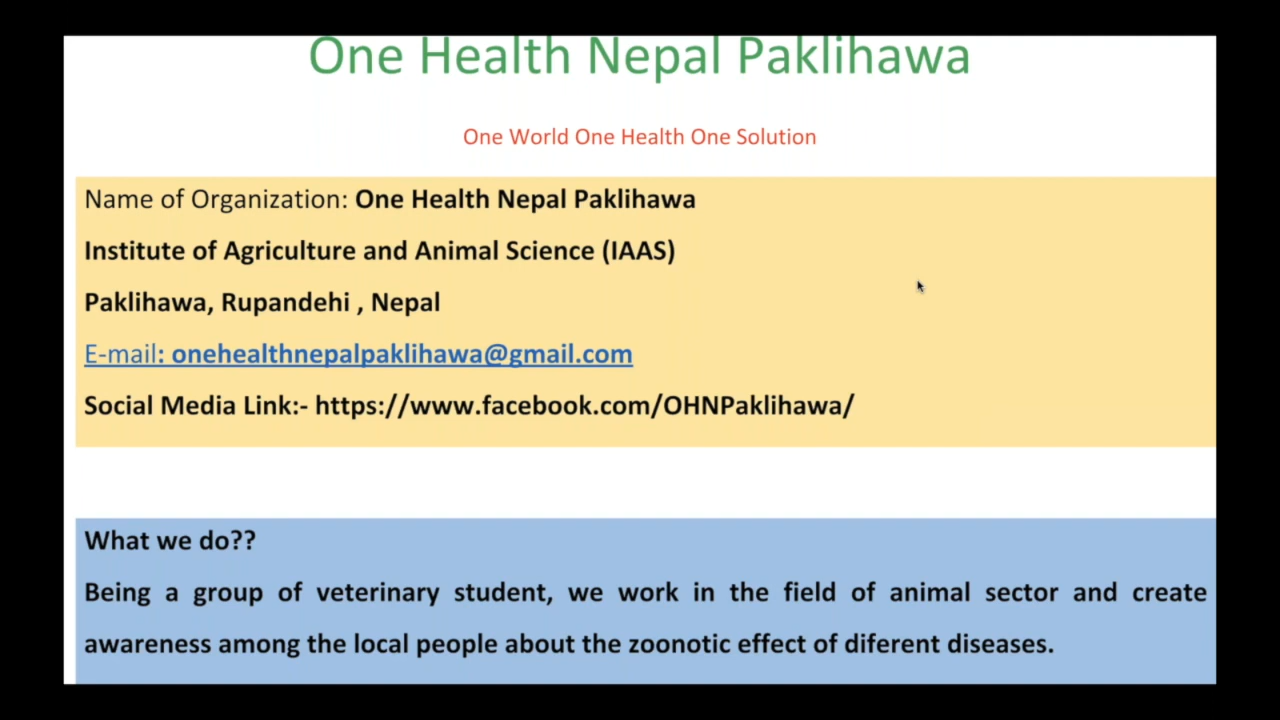 One Health Nepal Paklihawa
One World One Health One Solution
Name of Organization: One Health Nepal Paklihawa
Institute of Agriculture and Animal Science (IAAS)
Paklihawa, Rupandehi , Nepal
E-mail: onehealthnepalpaklihawa@gmail.com
Social Media Link:- https://www.facebook.com/OHNPaklihawa/
What we do??
Being a group of veterinary student, we work in the field of animal sector and create
awareness among the local people about the zoonotic effect of diferent diseases.